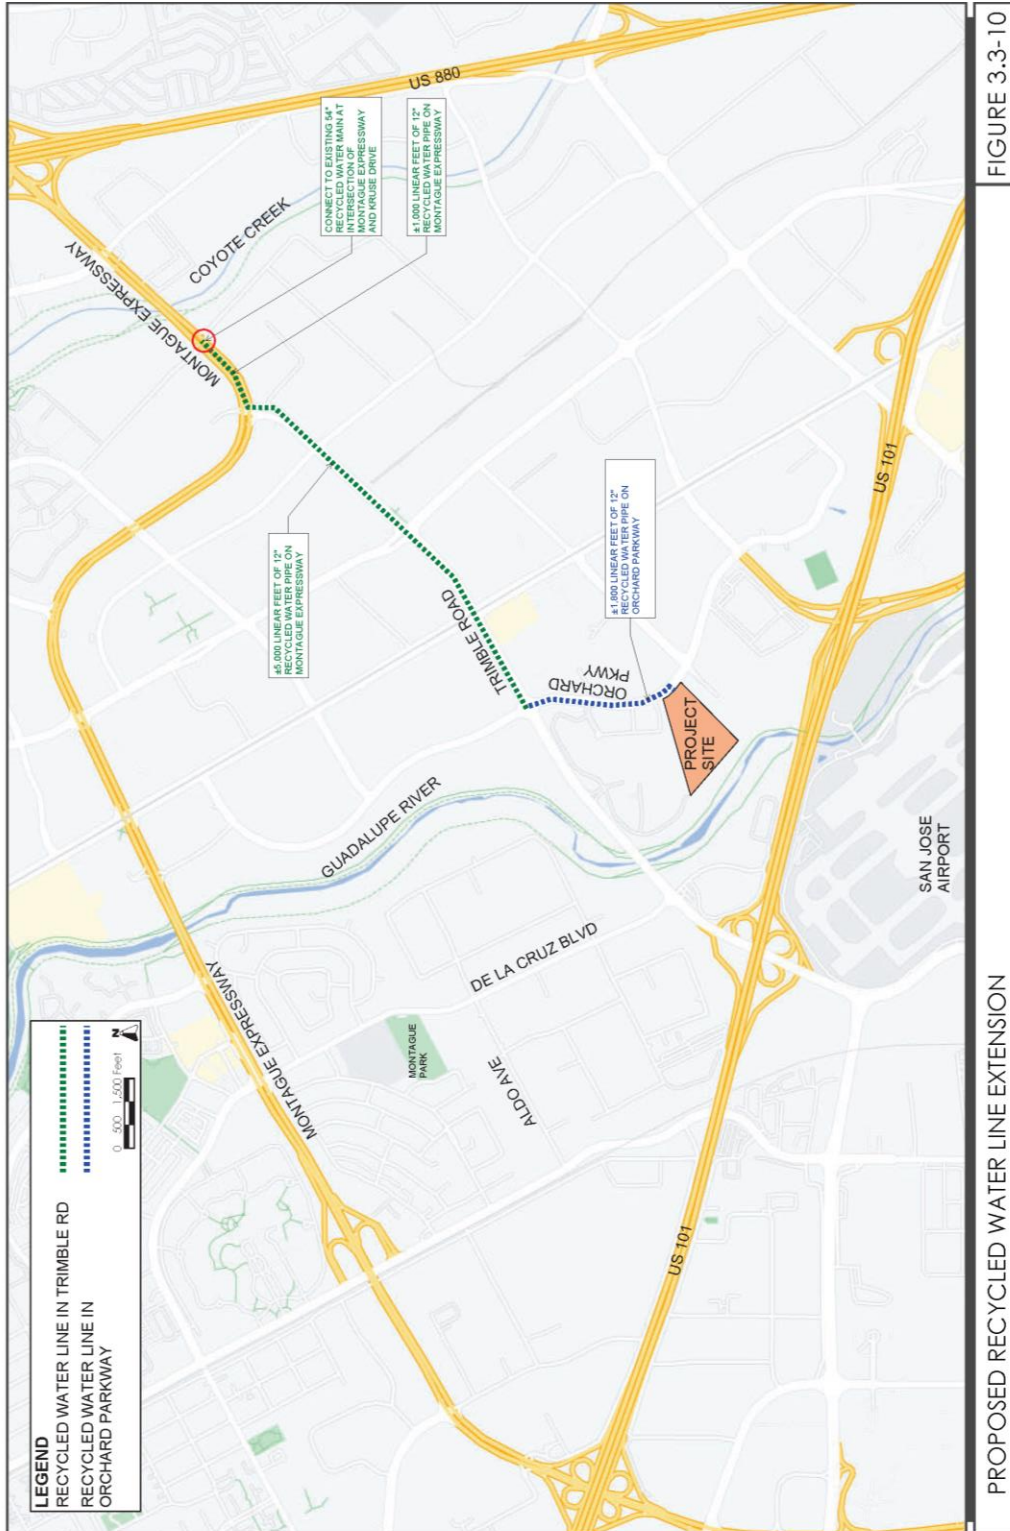 LEGEND
RECYCLED WATER LINE IN TRIMBLE RD
RECYCLED WATER LINE IN
ORCHARD PARKWAY
0 500 1,500 Feet
N
US 880
CONNECT TO EXISTING 54"
RECYCLED WATER MAIN AT
INTERSECTION OF
MONTAGUE EXPRESSWAY
AND KRUSE DRIVE
±1,000 LINEAR FEET OF 12"
RECYCLED WATER PIPE ON
MONTAGUE EXPRESSWAY
MONTAGUE EXPRESSWAY
COYOTE CREEK
±5,000 LINEAR FEET OF 12"
RECYCLED WATER PIPE ON
MONTAGUE EXPRESSWAY
TRIMBLE ROAD
±1,800 LINEAR FEET OF 12"
RECYCLED WATER PIPE ON
ORCHARD PARKWAY
ORCHARD
PKWY
PROJECT
SITE
US 101
GUADALUPE RIVER
MONTAGUE EXPRESSWAY
DE LA CRUZ BLVD
MONTAGUE
PARK
ALDO AVE
SAN JOSE
AIRPORT
US 101
PROPOSED RECYCLED WATER LINE EXTENSION
FIGURE 3.3-10